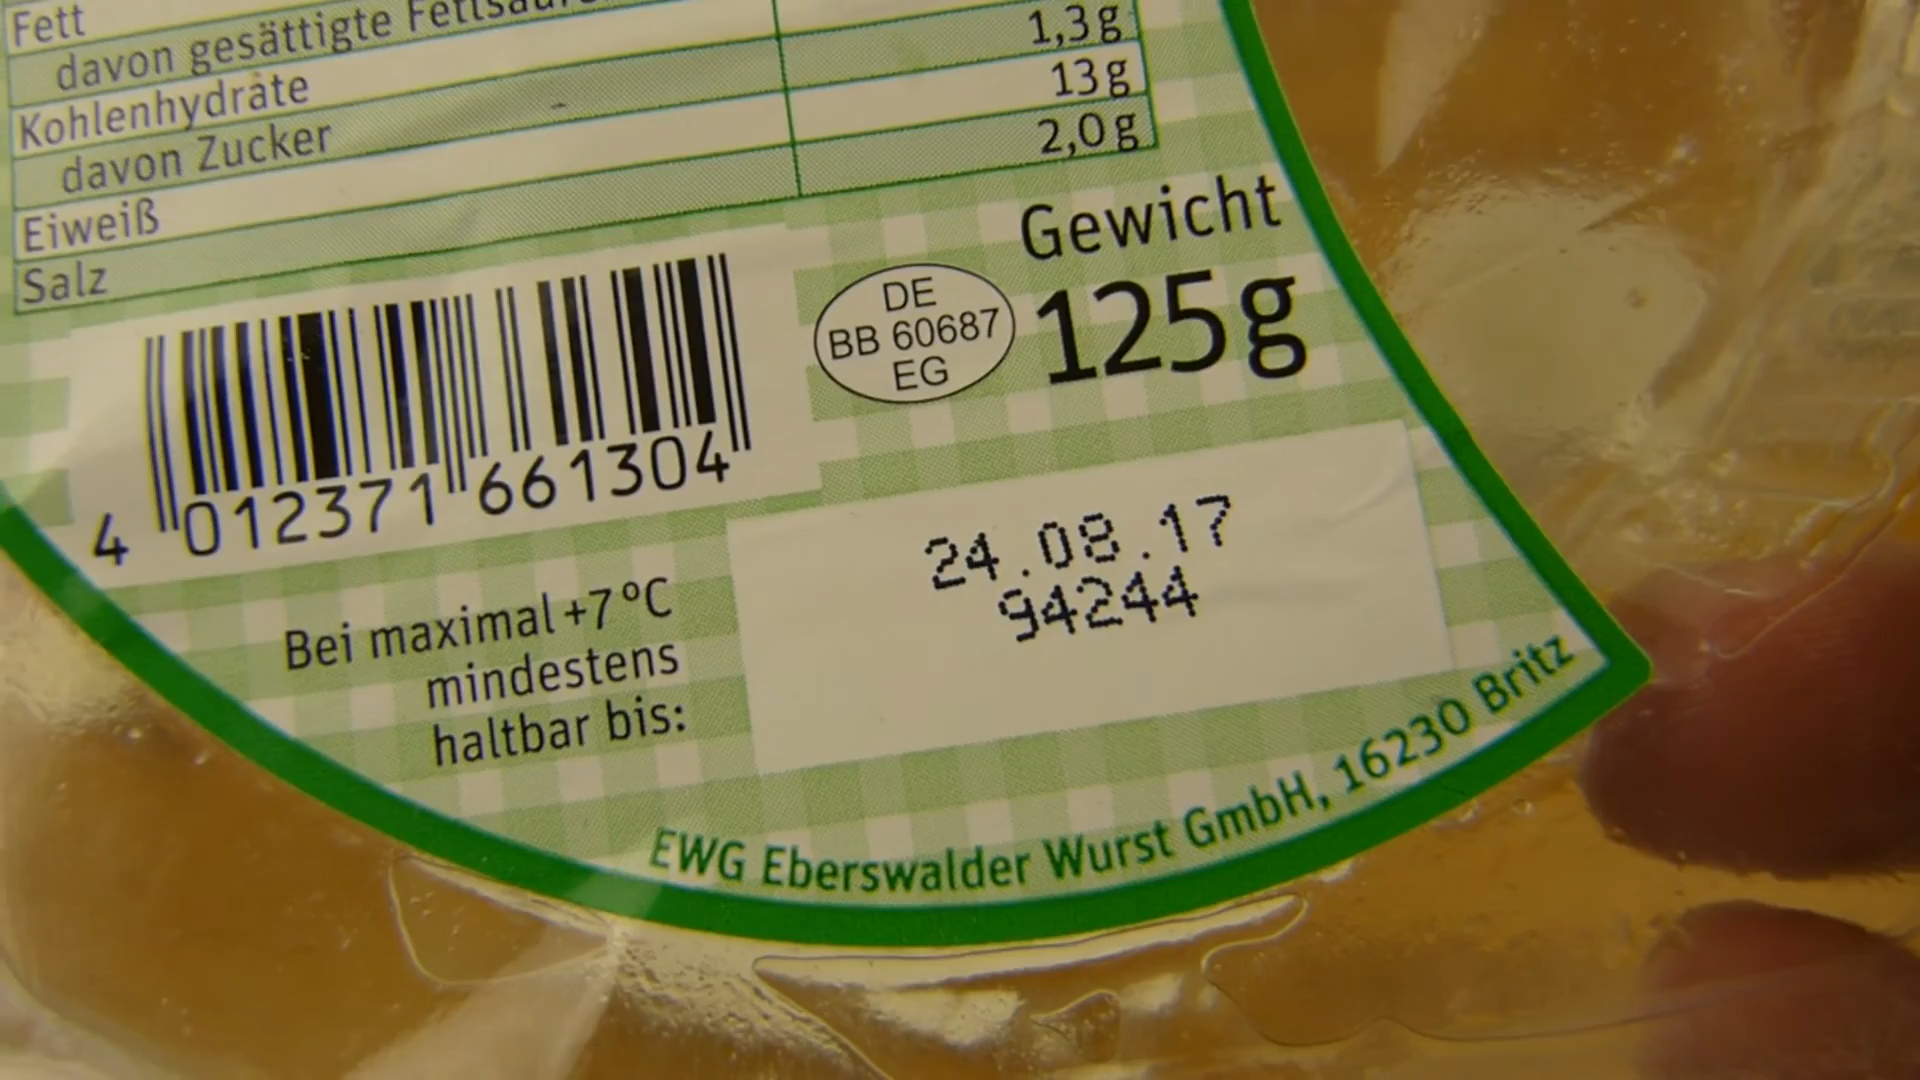 Fett
davon gesättigte
Kohlenhydrate
davon Zucker 1,3 g
Eiweiß 13 g
Salz 2,0 g
Gewicht
125g
DE
BB 60687
EG
4 012371 661304
24.08.17
94244
Bei maximal +7 °C
mindestens
haltbar bis:
EWG Eberswalder Wurst GmbH, 16230 Britz